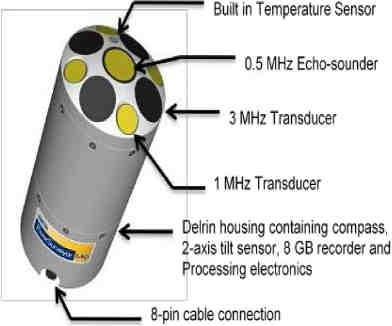 Built in Temperature Sensor
0.5 MHz Echo-sounder
3 MHz Transducer
1 MHz Transducer
Delrin housing containing compass,
2-axis tilt sensor, 8 GB recorder and
Processing electronics
8-pin cable connection